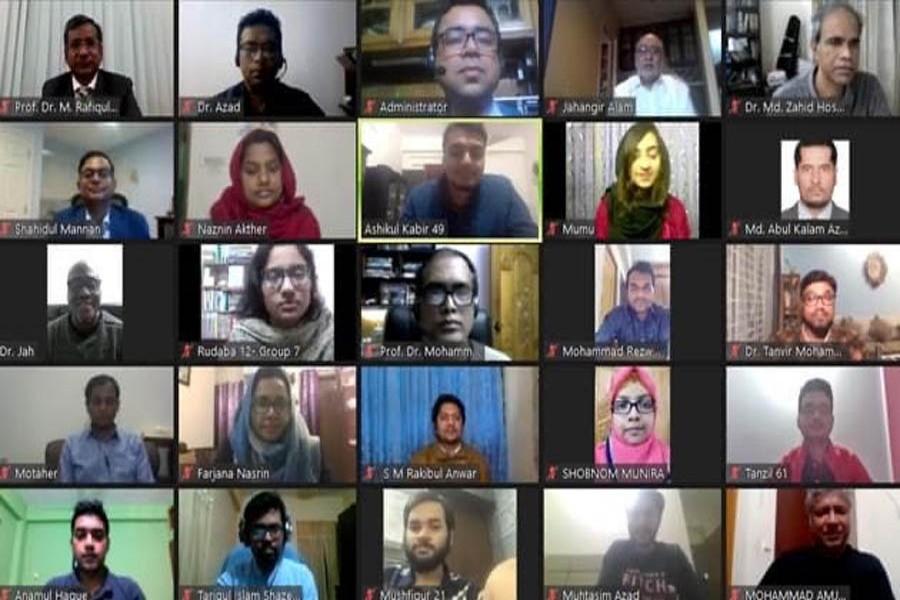 Prof. Dr. M. Rafiqul...
Dr. Azad
Administrator
Jahangir Alam
Dr. Md. Zahid Hos...
Shahidul Mannan
Naznin Akther
Ashikul Kabir 49
Mumu
Md. Abul Kalam Az...
Dr. Jah
Rudaba 12- Group 7
Prof. Dr. Mohamm...
Mohammad Rezw...
Dr. Tanvir Moham...
Motaher
Farjana Nasrin
S M Rakibul Anwar
SHOBNOM MUNIRA
Tanzil 61
Anamul Haque
Tariqul Islam Shaze...
Mushfiqur 21
Muhtasim Azad
MOHAMMAD AMJ...